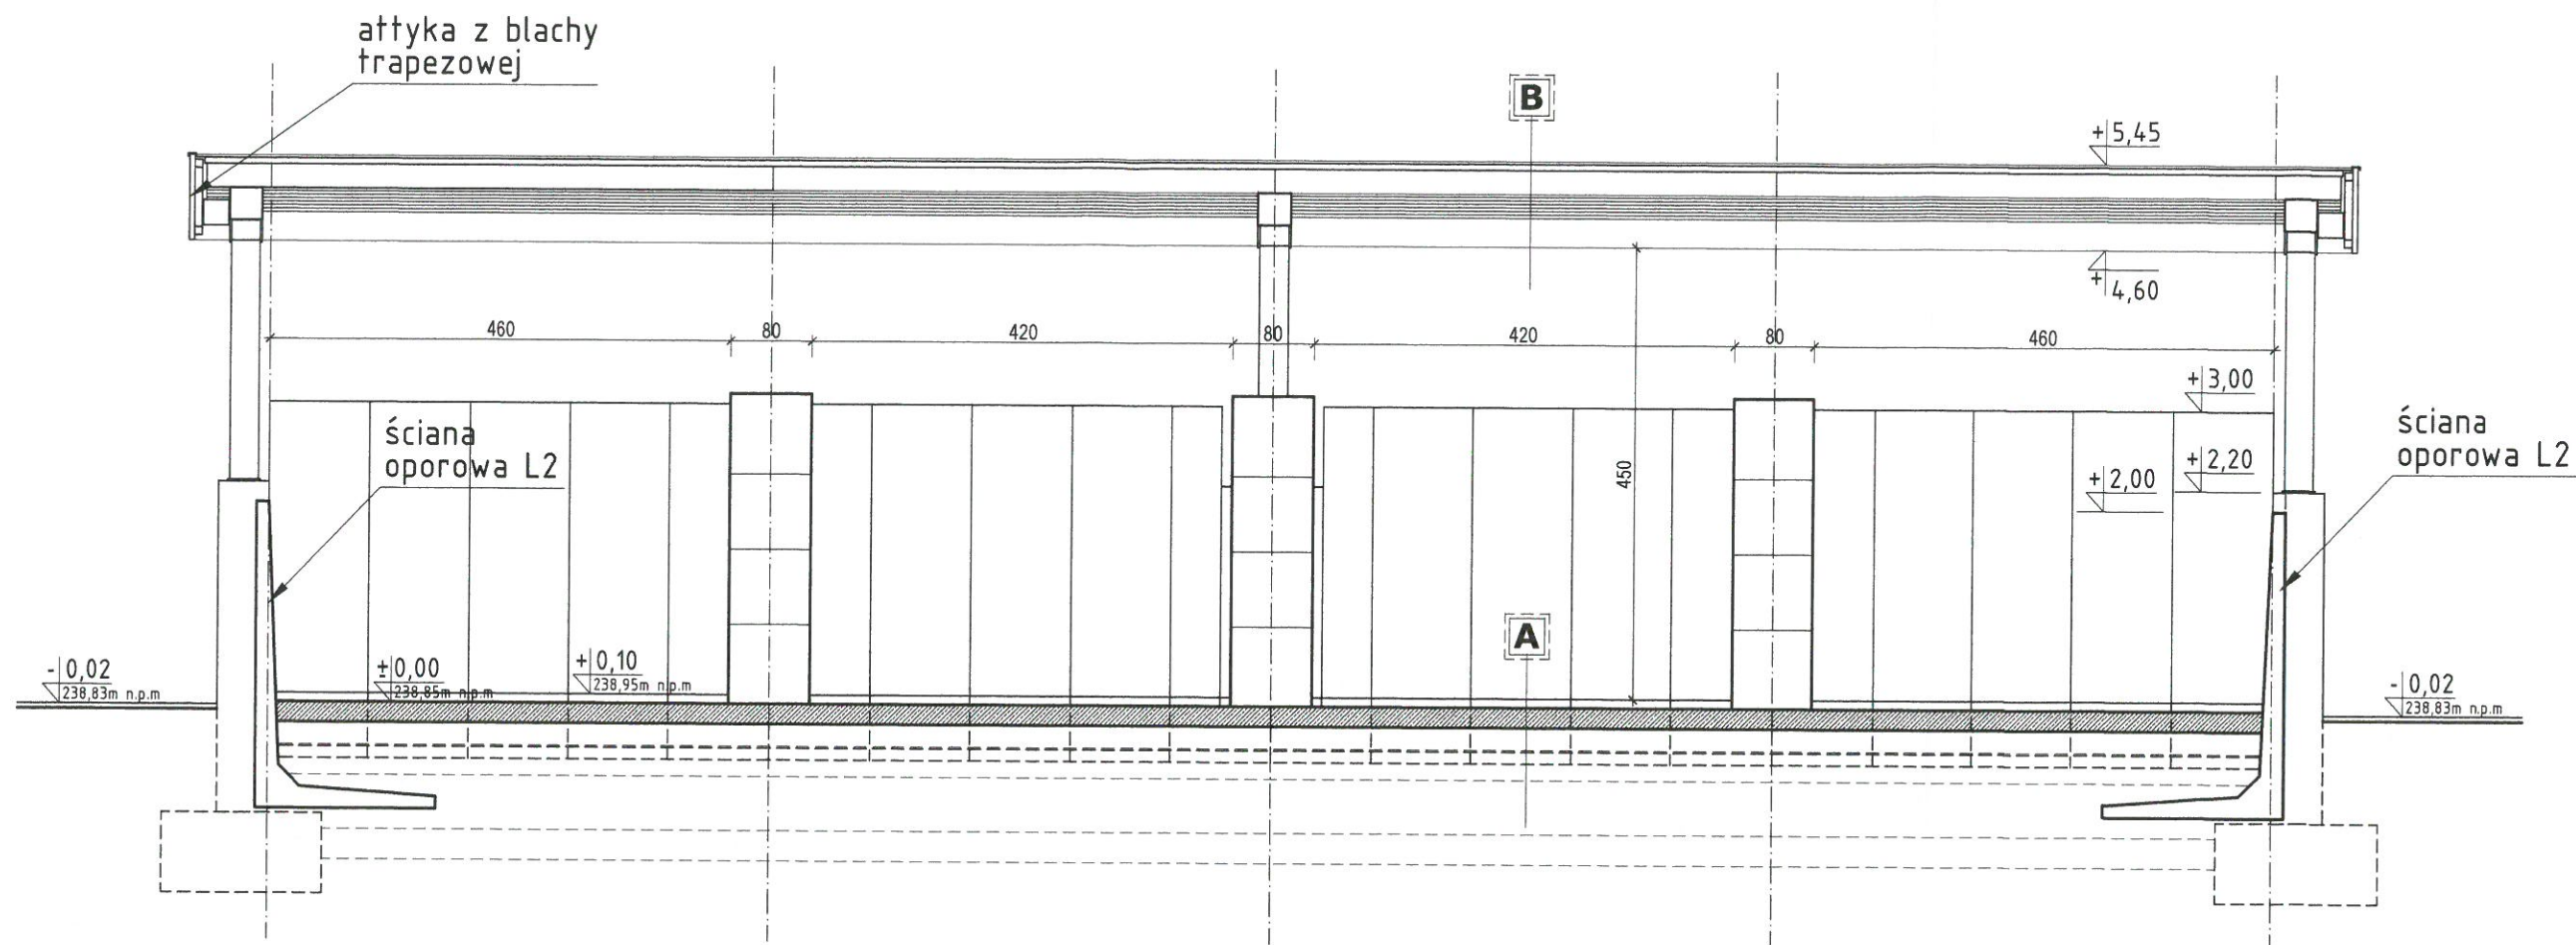 attyka z blachy
trapezowej
B
+5,45
+4,60
460
80
420
80
420
80
460
+3,00
ściana
oporowa L2
ściana
oporowa L2
450
+2,20
+2,00
A
-0,02
238,83m n.p.m
±0,00
238,85m n.p.m
+0,10
238,95m n.p.m
-0,02
238,83m n.p.m